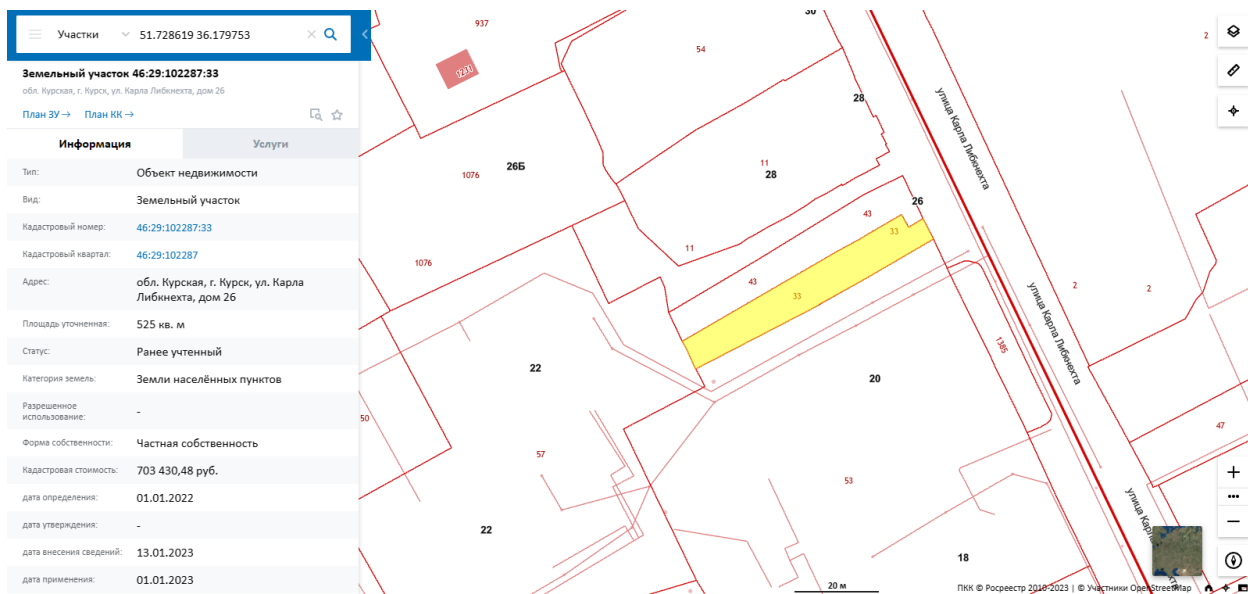 Участки 51.728619 36.179753
Земельный участок 46:29:102287:33
обл. Курская, г. Курск, ул. Карла Либкнехта, дом 26
План ЗУ → План КК →
Информация Услуги
Тип: Объект недвижимости
Вид: Земельный участок
Кадастровый номер: 46:29:102287:33
Кадастровый квартал: 46:29:102287
Адрес: обл. Курская, г. Курск, ул. Карла
Либкнехта, дом 26
Площадь уточненная: 525 кв. м
Статус: Ранее учтенный
Категория земель: Земли населённых пунктов
Разрешенное
использование: -
Форма собственности: Частная собственность
Кадастровая стоимость: 703 430,48 руб.
дата определения: 01.01.2022
дата утверждения: -
дата внесения сведений: 13.01.2023
дата применения: 01.01.2023
30
937
2
54
1211
28
улица Карла Либкнехта
11
28
26Б
1076
26
43
33
11
1076
43
33
2
2
улица Карла Либкнехта
1385
22
20
50
47
57
53
улица Карла Либкнехта
22
18
20 м
ПКК © Росреестр 2010-2023 | © Участники OpenStreetMap